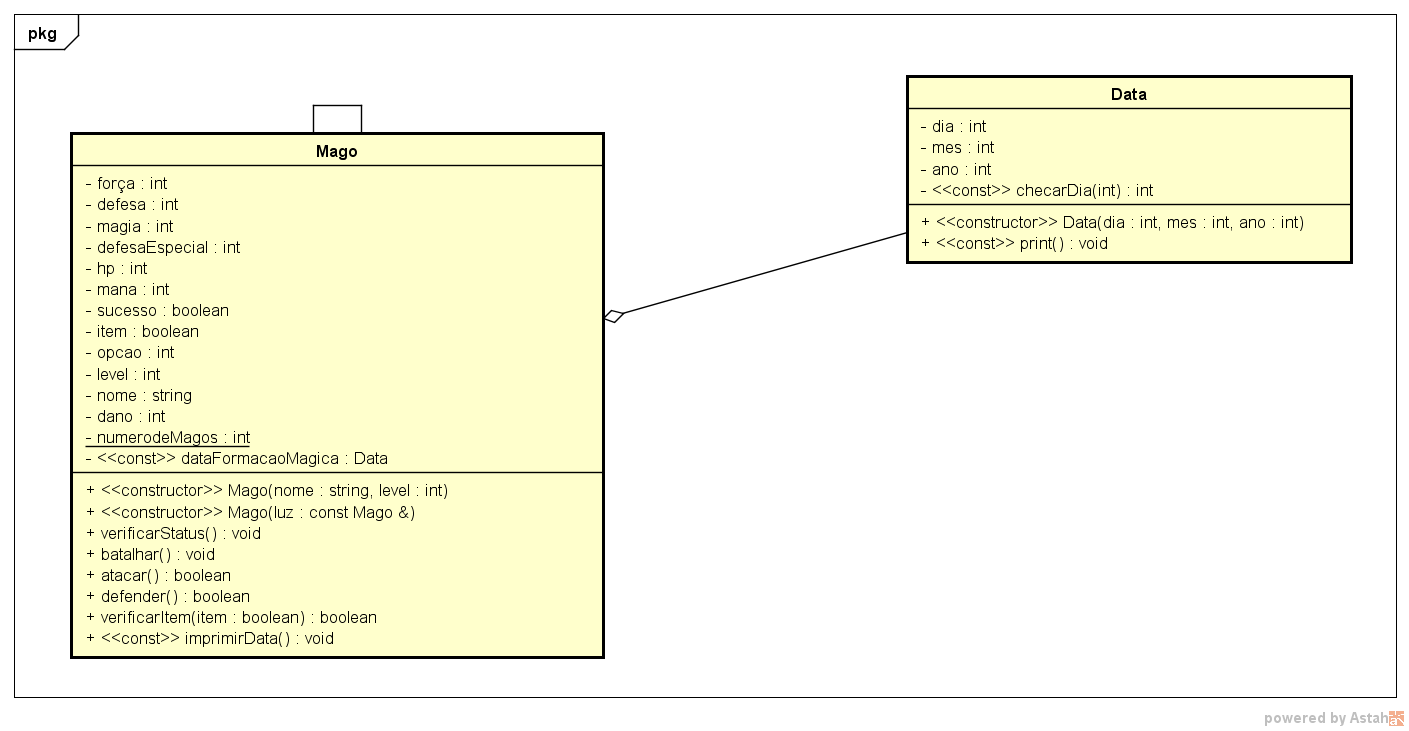 pkg
Mago
- força : int
- defesa : int
- magia : int
- defesaEspecial : int
- hp : int
- mana : int
- sucesso : boolean
- item : boolean
- opcao : int
- level : int
- nome : string
- dano : int
- numerodeMagos : int
- <<const>> dataFormacaoMagica : Data
+ <<constructor>> Mago(nome : string, level : int)
+ <<constructor>> Mago(luz : const Mago &)
+ verificarStatus() : void
+ batalhar() : void
+ atacar() : boolean
+ defender() : boolean
+ verificarItem(item : boolean) : boolean
+ <<const>> imprimirData() : void
Data
- dia : int
- mes : int
- ano : int
- <<const>> checarDia(int) : int
+ <<constructor>> Data(dia : int, mes : int, ano : int)
+ <<const>> print() : void
powered by Astah